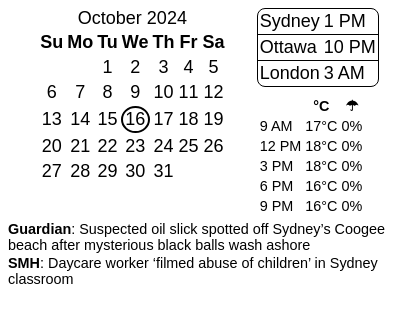 October 2024
Su Mo Tu We Th Fr Sa
1 2 3 4 5
6 7 8 9 10 11 12
13 14 15 16 17 18 19
20 21 22 23 24 25 26
27 28 29 30 31
Sydney 1 PM
Ottawa 10 PM
London 3 AM
°C ☂
9 AM 17°C 0%
12 PM 18°C 0%
3 PM 18°C 0%
6 PM 16°C 0%
9 PM 16°C 0%
Guardian: Suspected oil slick spotted off Sydney’s Coogee
beach after mysterious black balls wash ashore
SMH: Daycare worker ‘filmed abuse of children’ in Sydney
classroom